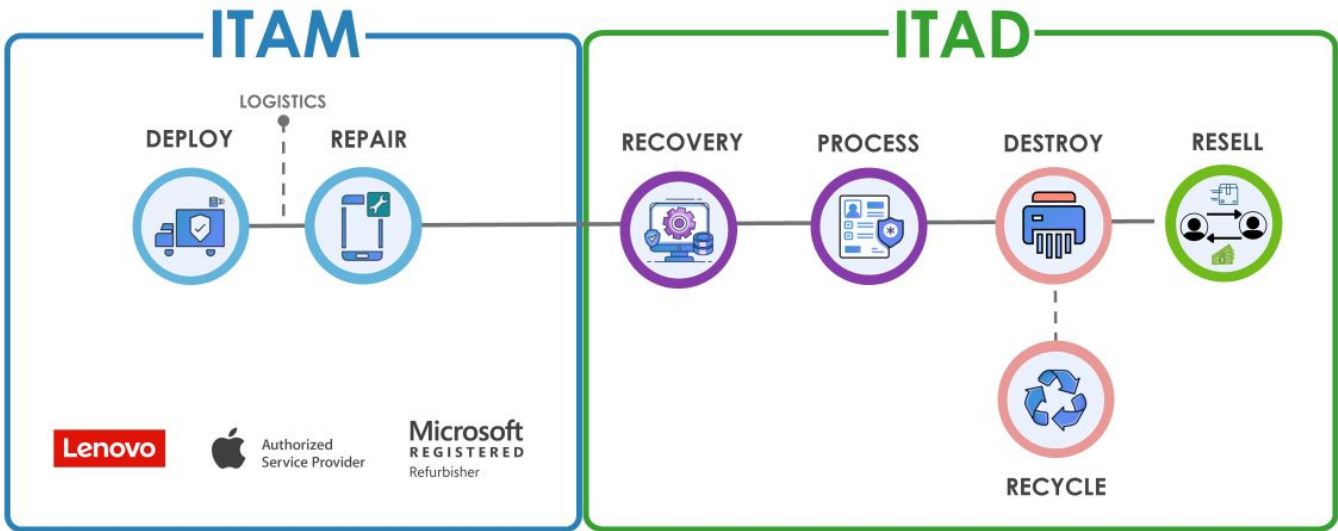 ITAM
ITAD
LOGISTICS
DEPLOY
REPAIR
RECOVERY
PROCESS
DESTROY
RESELL
Lenovo
Authorized
Service Provider
Microsoft
REGISTERED
Refurbisher
RECYCLE